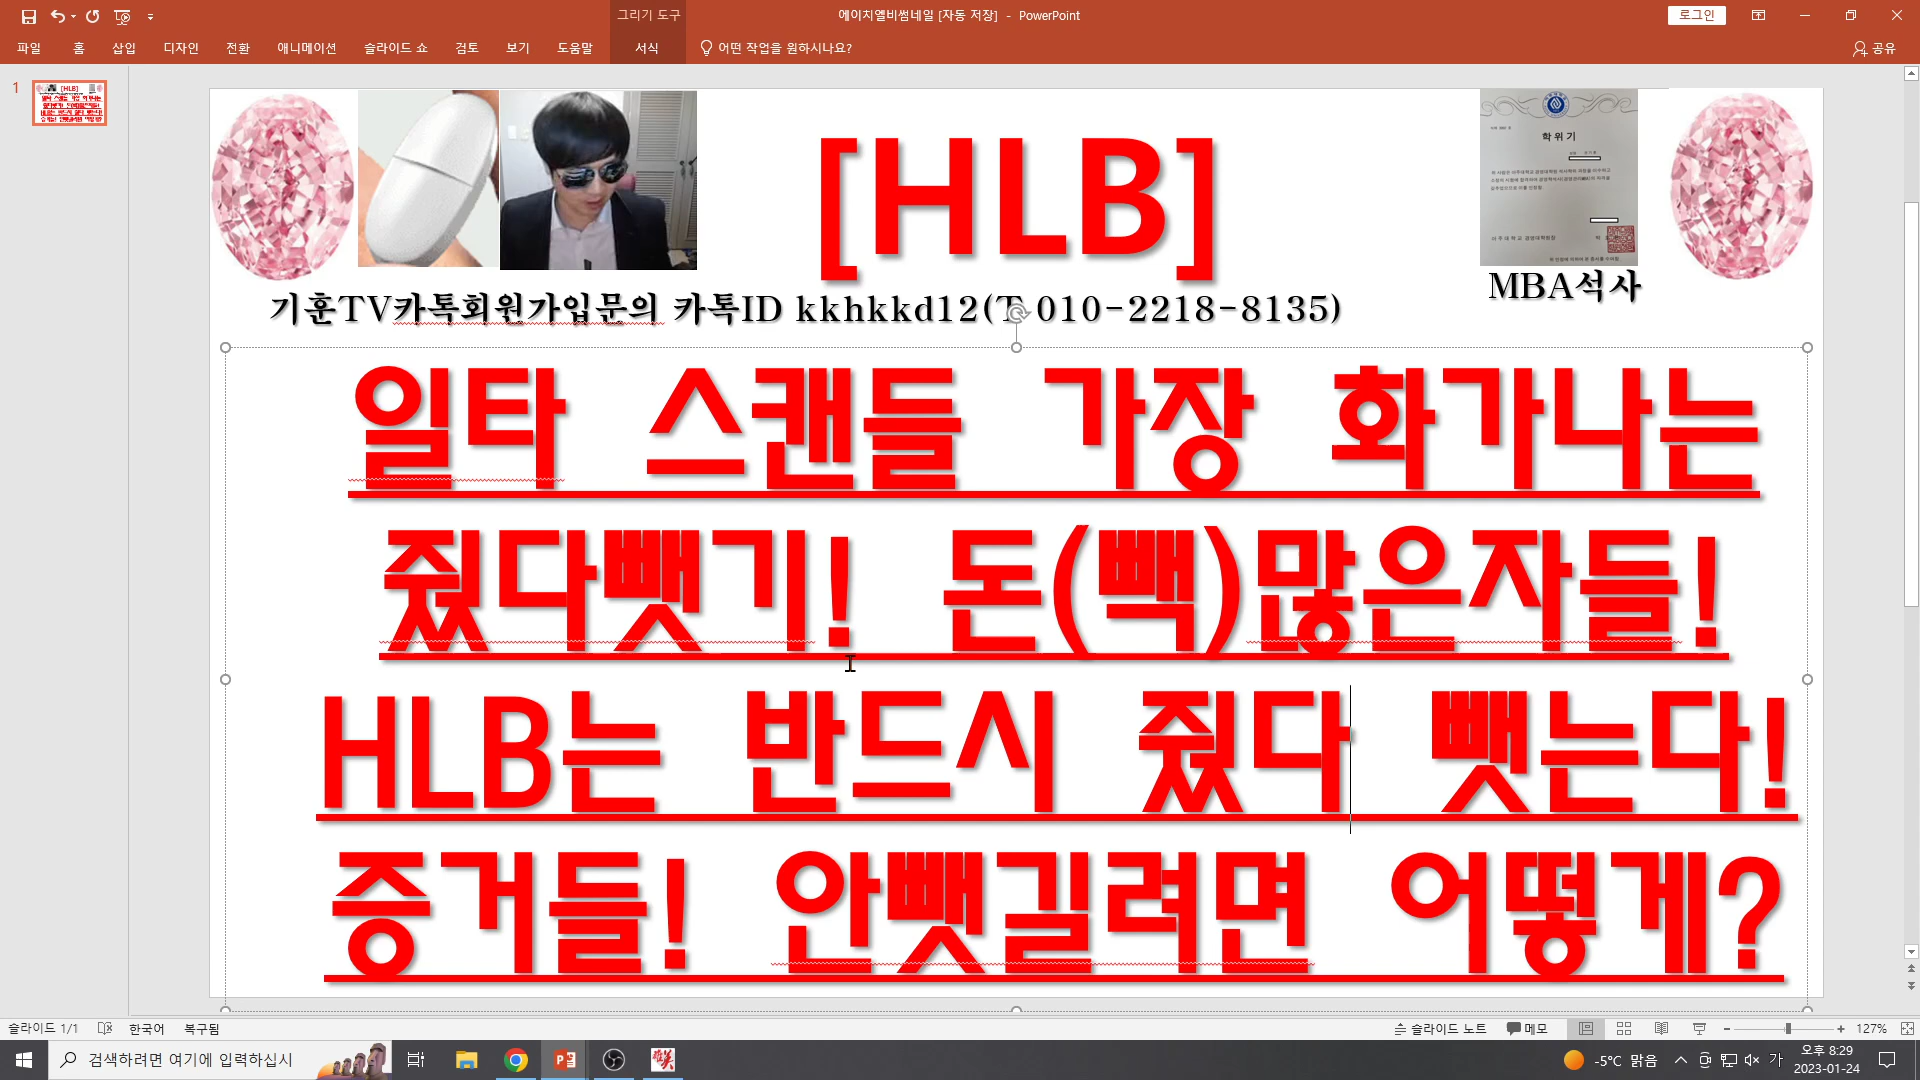 그리기 도구
에이치엘비썸네일 [자동 저장] - PowerPoint
로그인
파일 홈 삽입 디자인 전환 애니메이션 슬라이드 쇼 검토 보기 도움말 서식 어떤 작업을 원하시나요? 공유
1
[HLB]
학위기
MBA석사
기훈TV카톡회원가입문의 카톡ID kkhkkd12(T 010-2218-8135)
일타 스캔들 가장 화가나는
줬다뺏기! 돈(빽)많은자들!
HLB는 반드시 줬다 뺏는다!
증거들! 안뺏길려면 어떻게?
슬라이드 1/1 한국어 복구됨 슬라이드 노트 메모 127%
검색하려면 여기에 입력하십시
-5°C 맑음 가 오후 8:29
2023-01-24